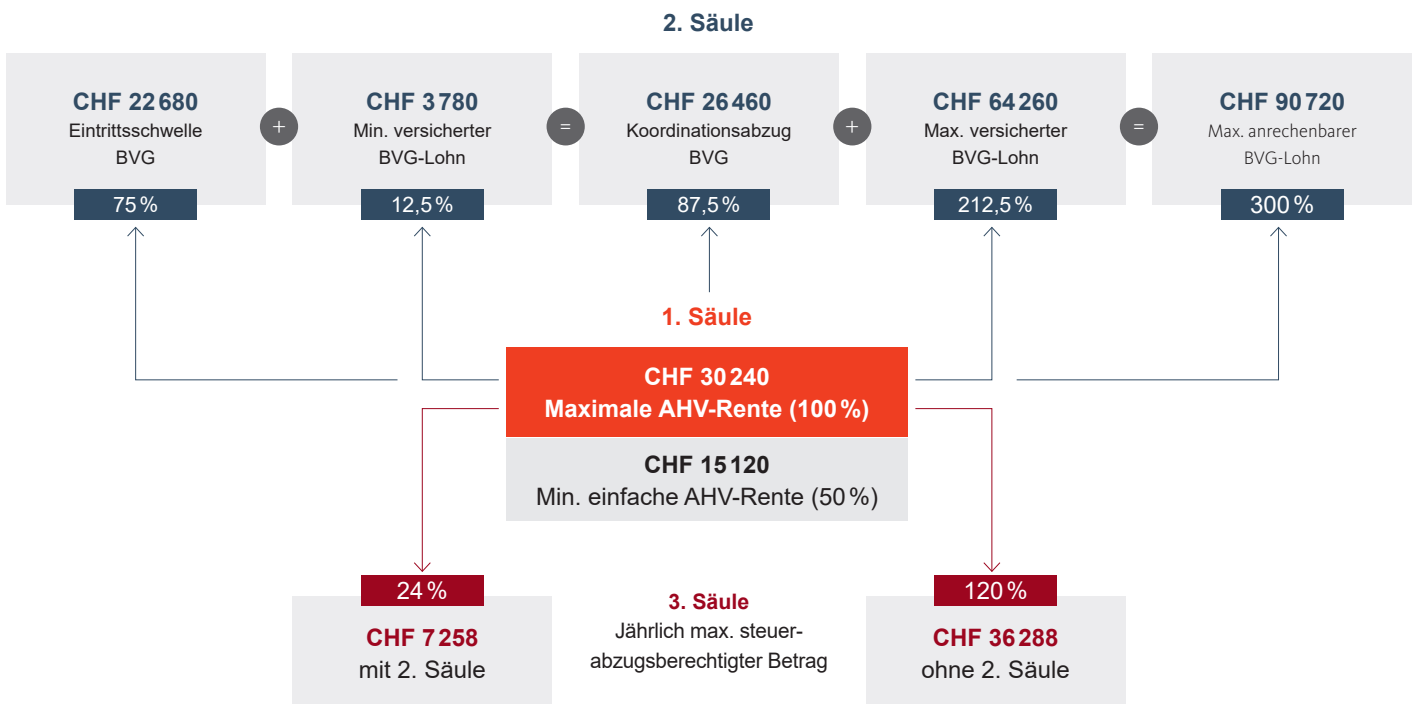 2. Säule
CHF 22 680
Eintrittsschwelle
BVG
75 %
+
CHF 3 780
Min. versicherter
BVG-Lohn
12,5 %
=
CHF 26 460
Koordinationsabzug
BVG
87,5 %
+
CHF 64 260
Max. versicherter
BVG-Lohn
212,5 %
=
CHF 90 720
Max. anrechenbarer
BVG-Lohn
300 %
1. Säule
CHF 30 240
Maximale AHV-Rente (100 %)
CHF 15 120
Min. einfache AHV-Rente (50 %)
24 %
CHF 7 258
mit 2. Säule
3. Säule
Jährlich max. steuer-
abzugsberechtigter Betrag
120 %
CHF 36 288
ohne 2. Säule